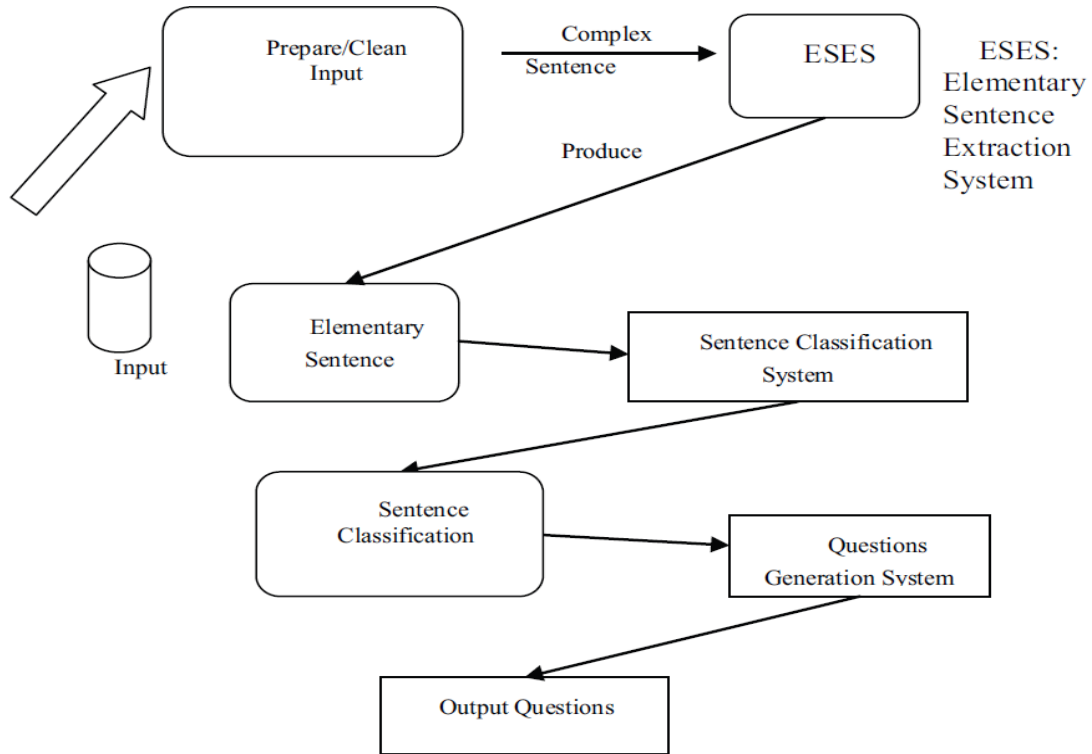 Prepare/Clean
Input
Complex
Sentence
ESES
ESES:
Elementary
Sentence
Extraction
System
Produce
Input
Elementary
Sentence
Sentence Classification
System
Sentence
Classification
Questions
Generation System
Output Questions